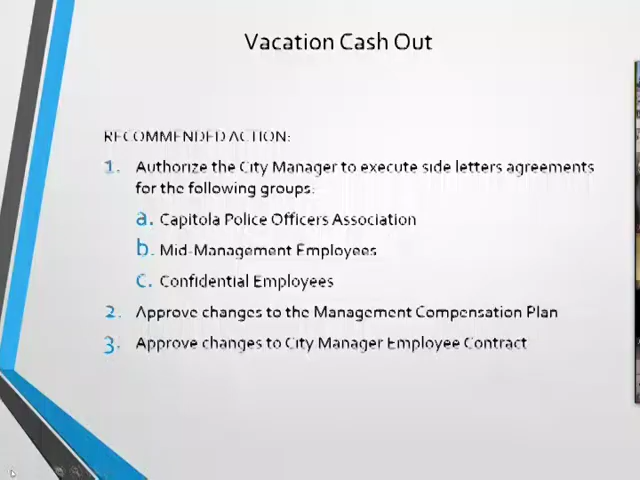 Vacation Cash Out
RECOMMENDED ACTION:
1. Authorize the City Manager to execute side letters agreements
for the following groups:
a. Capitola Police Officers Association
b. Mid-Management Employees
c. Confidential Employees
2. Approve changes to the Management Compensation Plan
3. Approve changes to City Manager Employee Contract